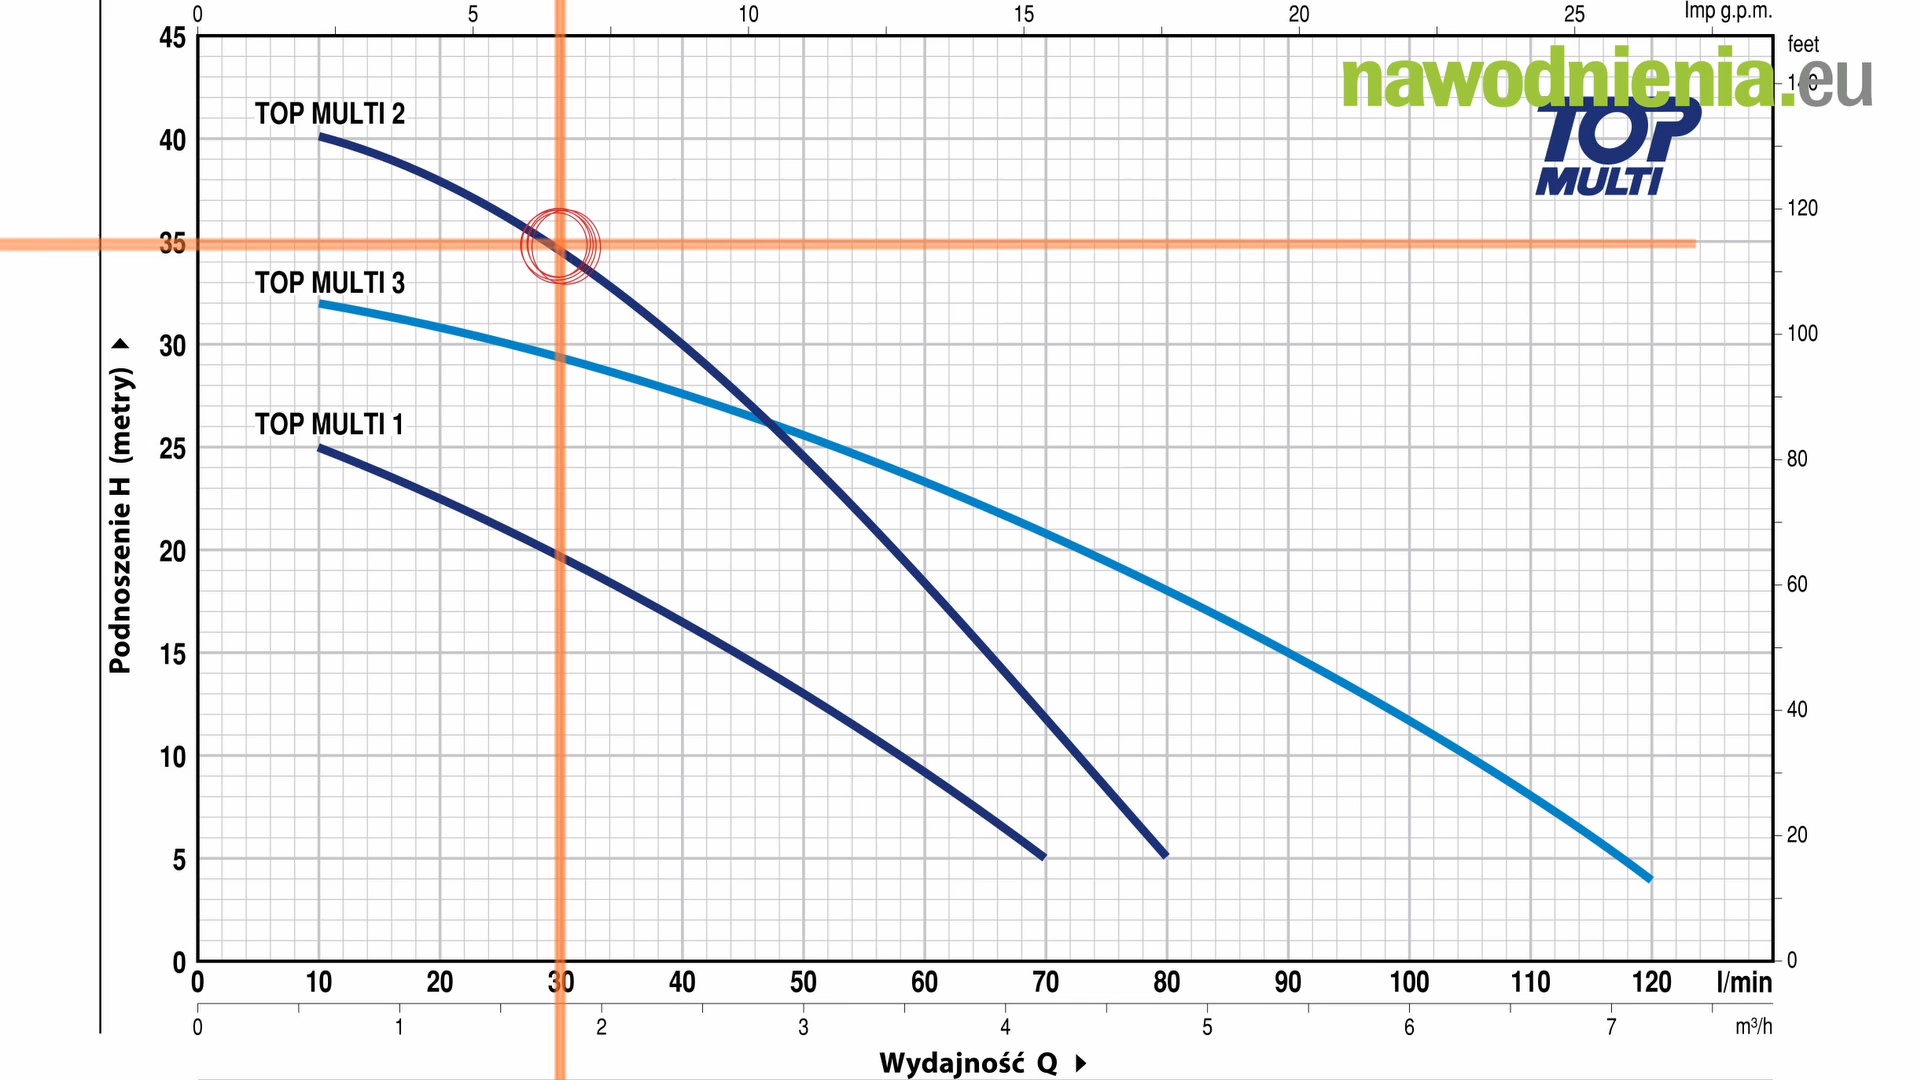 0 5 10 15 20 25 Imp g.p.m.
45 feet
nawodnienia.eu
140
TOP MULTI 2
TOP
40
MULTI
120
35
TOP MULTI 3
100
30
TOP MULTI 1
25
80
20
60
15
40
10
20
5
0 0
Podnoszenie H (metry)
0 10 20 30 40 50 60 70 80 90 100 110 120 l/min
0 1 2 3 4 5 6 7 m³/h
Wydajność Q